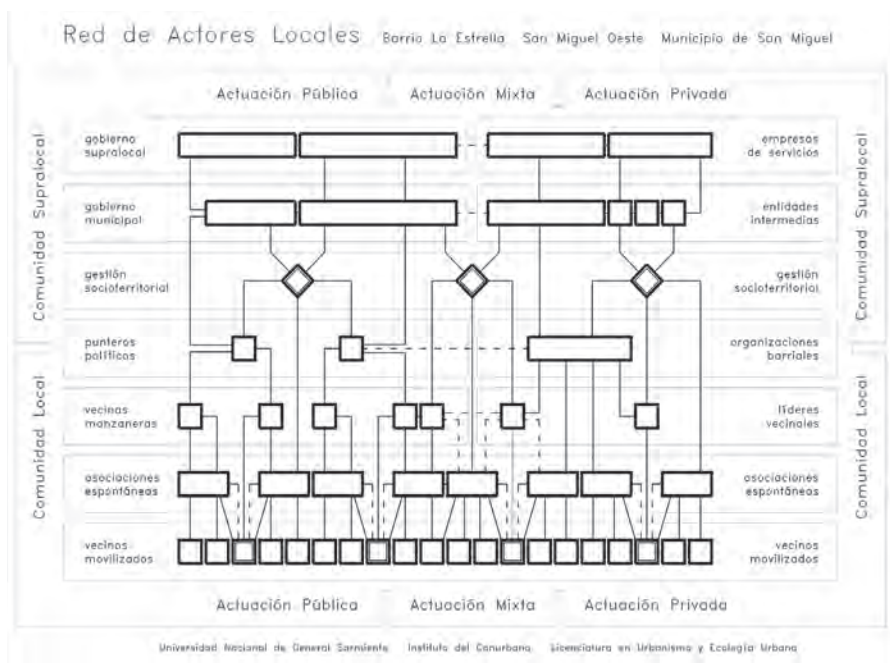 Red de Actores Locales Barrio La Estrella San Miguel Oeste Municipio de San Miguel
Actuación Pública Actuación Mixta Actuación Privada
Comunidad Supralocal
Comunidad Local
gobierno
supralocal
empresas
de servicios
gobierno
municipal
entidades
intermedias
gestión
socioterritorial
gestión
socioterritorial
punteros
políticos
organizaciones
barriales
vecinas
manzaneras
líderes
vecinales
asociaciones
espontáneas
asociaciones
espontáneas
vecinos
movilizados
vecinos
movilizados
Comunidad Supralocal
Comunidad Local
Actuación Pública Actuación Mixta Actuación Privada
Universidad Nacional de General Sarmiento Instituto del Conurbano Licenciatura en Urbanismo y Ecología Urbana